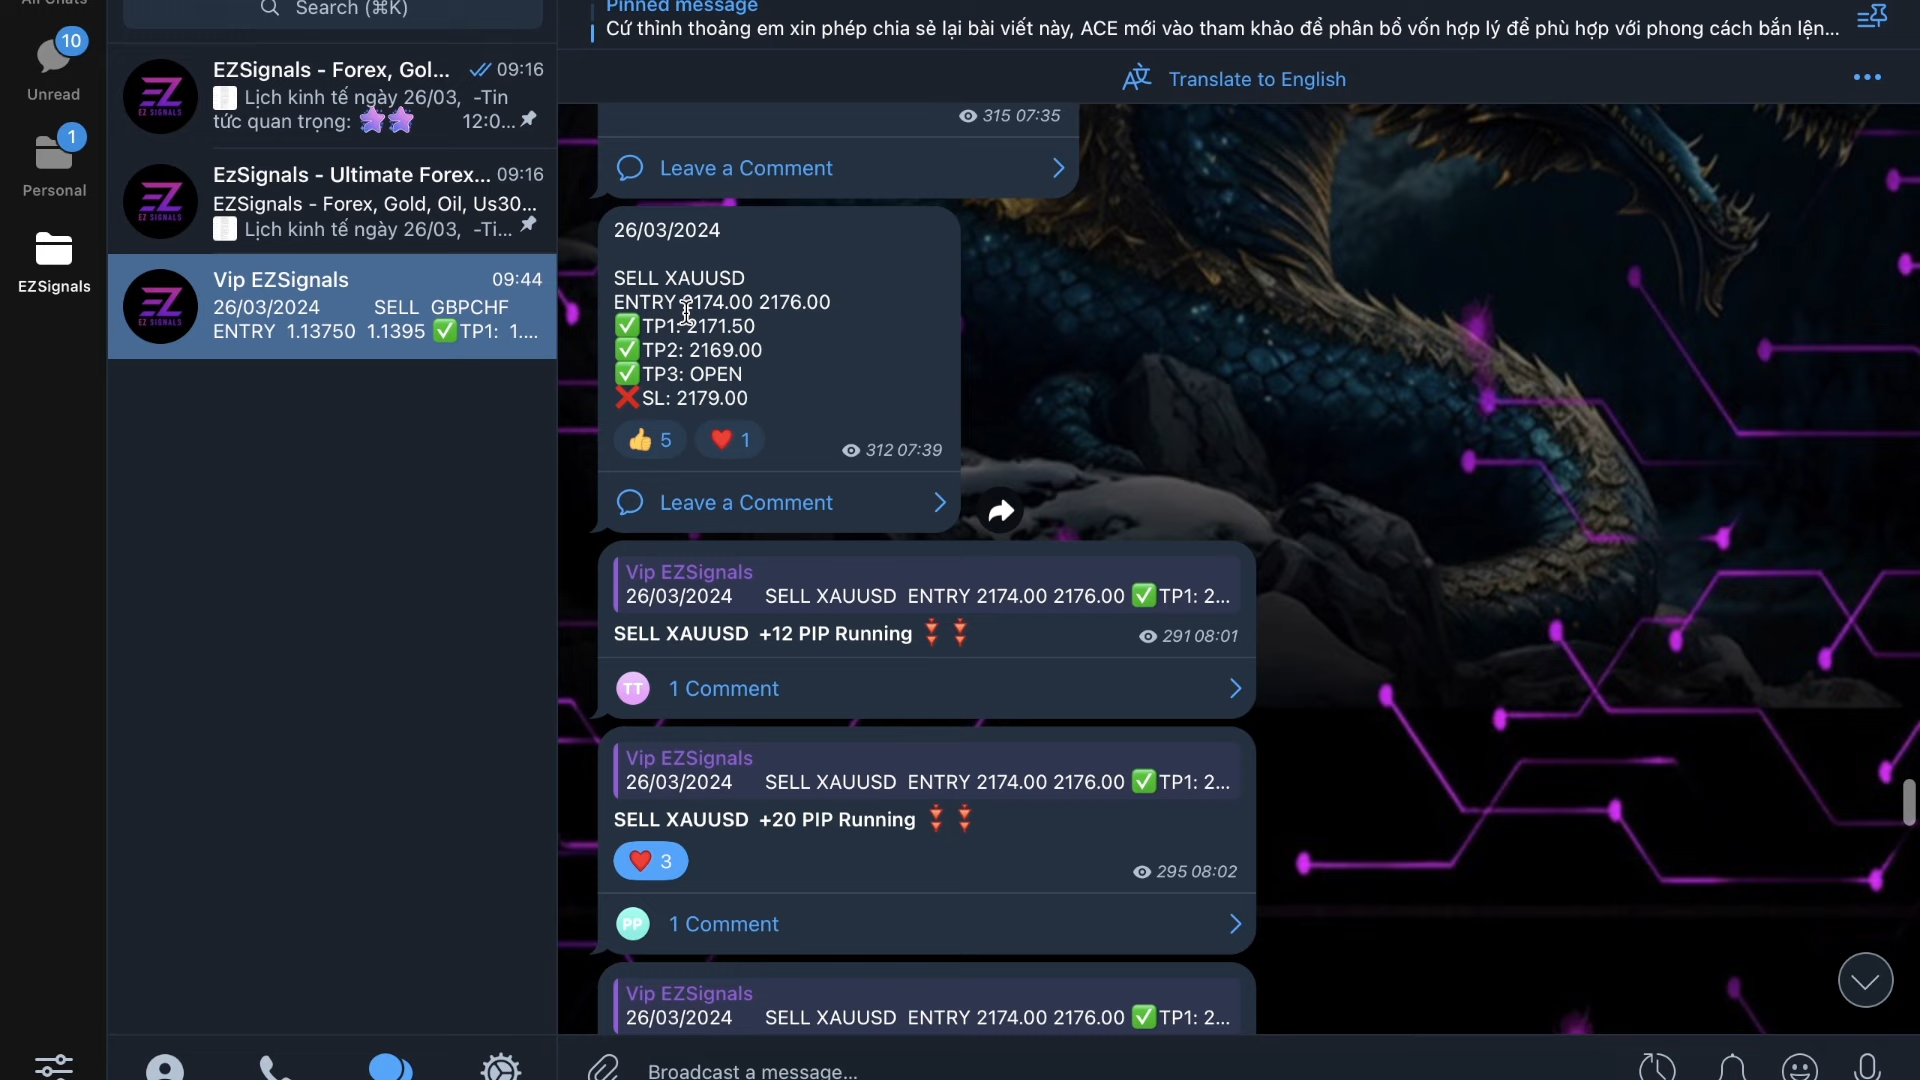 All Chats
10
Unread
1
Personal
EZSignals
Search (⌘K)
EZ SIGNALS
EZSignals - Forex, Gol... 09:16
Lịch kinh tế ngày 26/03, -Tin
tức quan trọng: 12:0...
EZ SIGNALS
EzSignals - Ultimate Forex... 09:16
EZSignals - Forex, Gold, Oil, Us30...
Lịch kinh tế ngày 26/03, -Ti...
EZ SIGNALS
Vip EZSignals 09:44
26/03/2024 SELL GBPCHF
ENTRY 1.13750 1.1395 ✅TP1: 1....
Pinned message
Cứ thỉnh thoảng em xin phép chia sẻ lại bài viết này, ACE mới vào tham khảo để phân bổ vốn hợp lý để phù hợp với phong cách bắn lện...
Translate to English
315 07:35
Leave a Comment
26/03/2024
SELL XAUUSD
ENTRY 2174.00 2176.00
✅TP1: 2171.50
✅TP2: 2169.00
✅TP3: OPEN
❌SL: 2179.00
👍 5 ❤️ 1 312 07:39
Leave a Comment
Vip EZSignals
26/03/2024 SELL XAUUSD ENTRY 2174.00 2176.00 ✅TP1: 2...
SELL XAUUSD +12 PIP Running 291 08:01
TT 1 Comment
Vip EZSignals
26/03/2024 SELL XAUUSD ENTRY 2174.00 2176.00 ✅TP1: 2...
SELL XAUUSD +20 PIP Running
❤️ 3 295 08:02
PP 1 Comment
Vip EZSignals
26/03/2024 SELL XAUUSD ENTRY 2174.00 2176.00 ✅TP1: 2...
Broadcast a message...